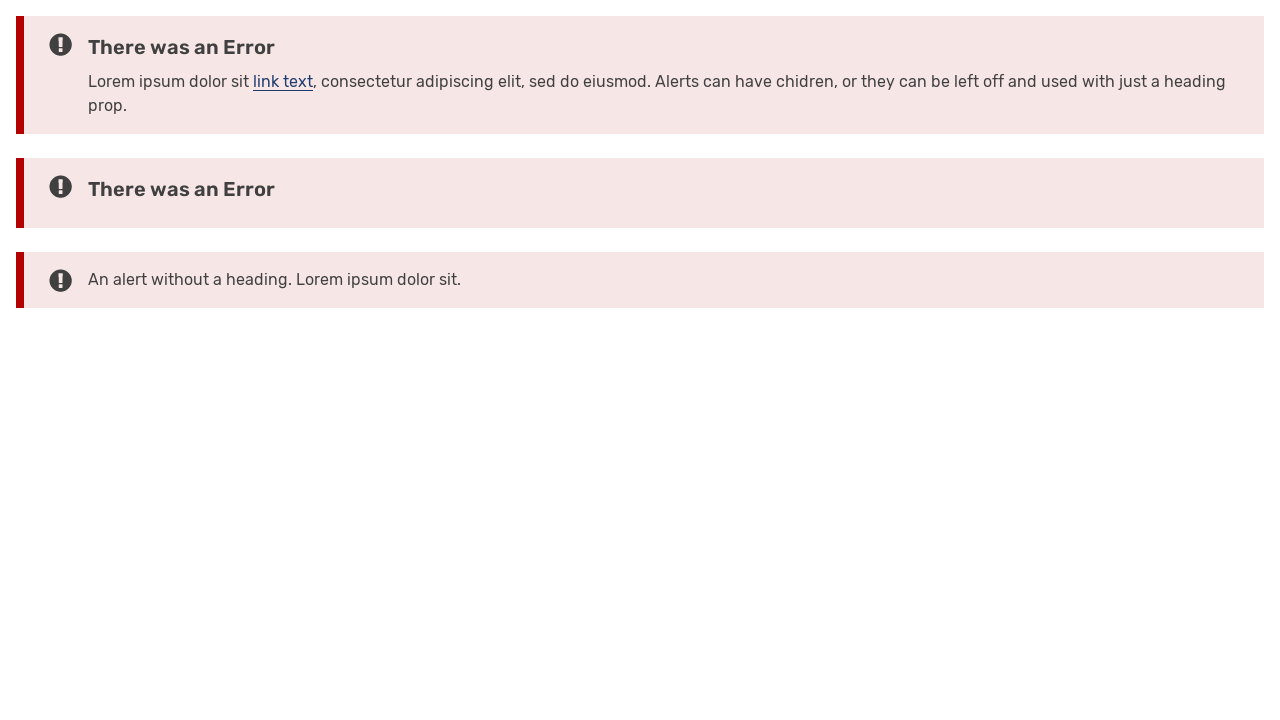 There was an Error
Lorem ipsum dolor sit link text, consectetur adipiscing elit, sed do eiusmod. Alerts can have chidren, or they can be left off and used with just a heading
prop.
There was an Error
An alert without a heading. Lorem ipsum dolor sit.